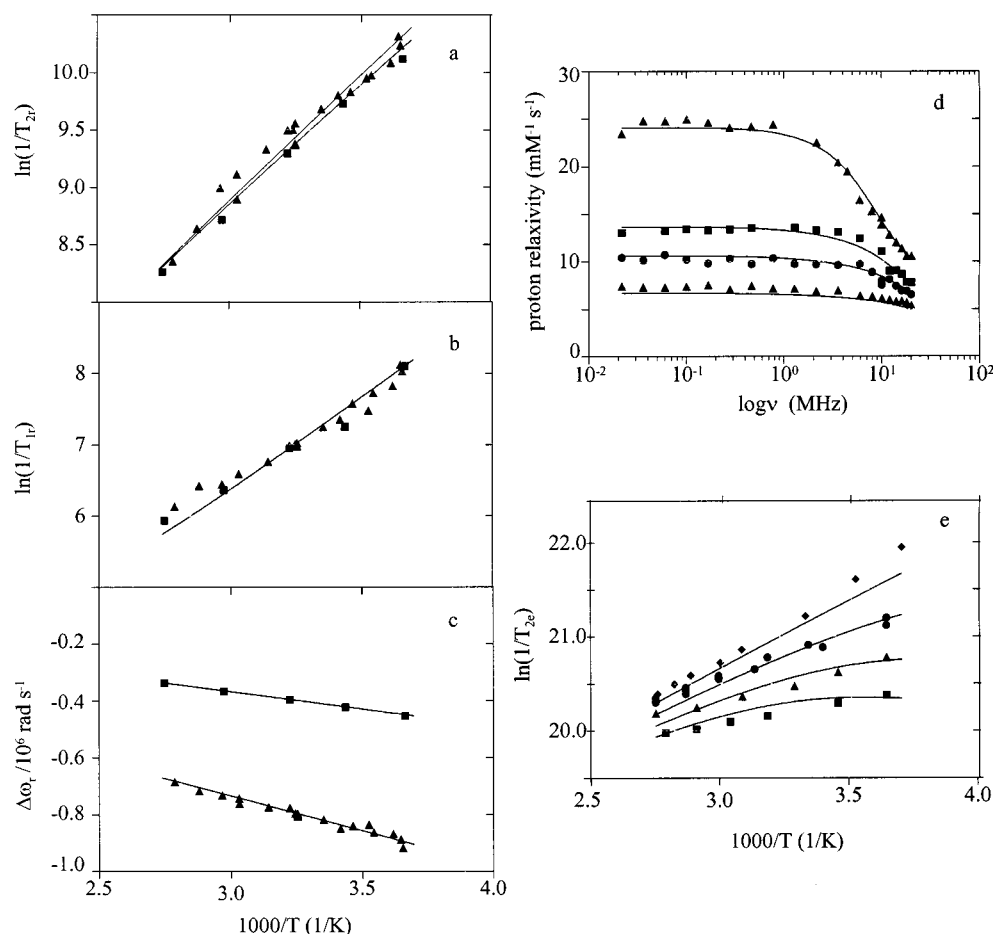 a
10.0
9.5
9.0
8.5
ln(1/T2r)
b
8
7
6
ln(1/T1r)
c
-0.2
-0.4
-0.6
-0.8
-1.0
Δωr /10⁶ rad s⁻¹
2.5 3.0 3.5 4.0
1000/T (1/K)
d
30
20
10
0
proton relaxivity (mM⁻¹ s⁻¹)
10⁻² 10⁻¹ 10⁰ 10¹ 10²
logν (MHz)
e
22.0
21.0
20.0
ln(1/T2e)
2.5 3.0 3.5 4.0
1000/T (1/K)